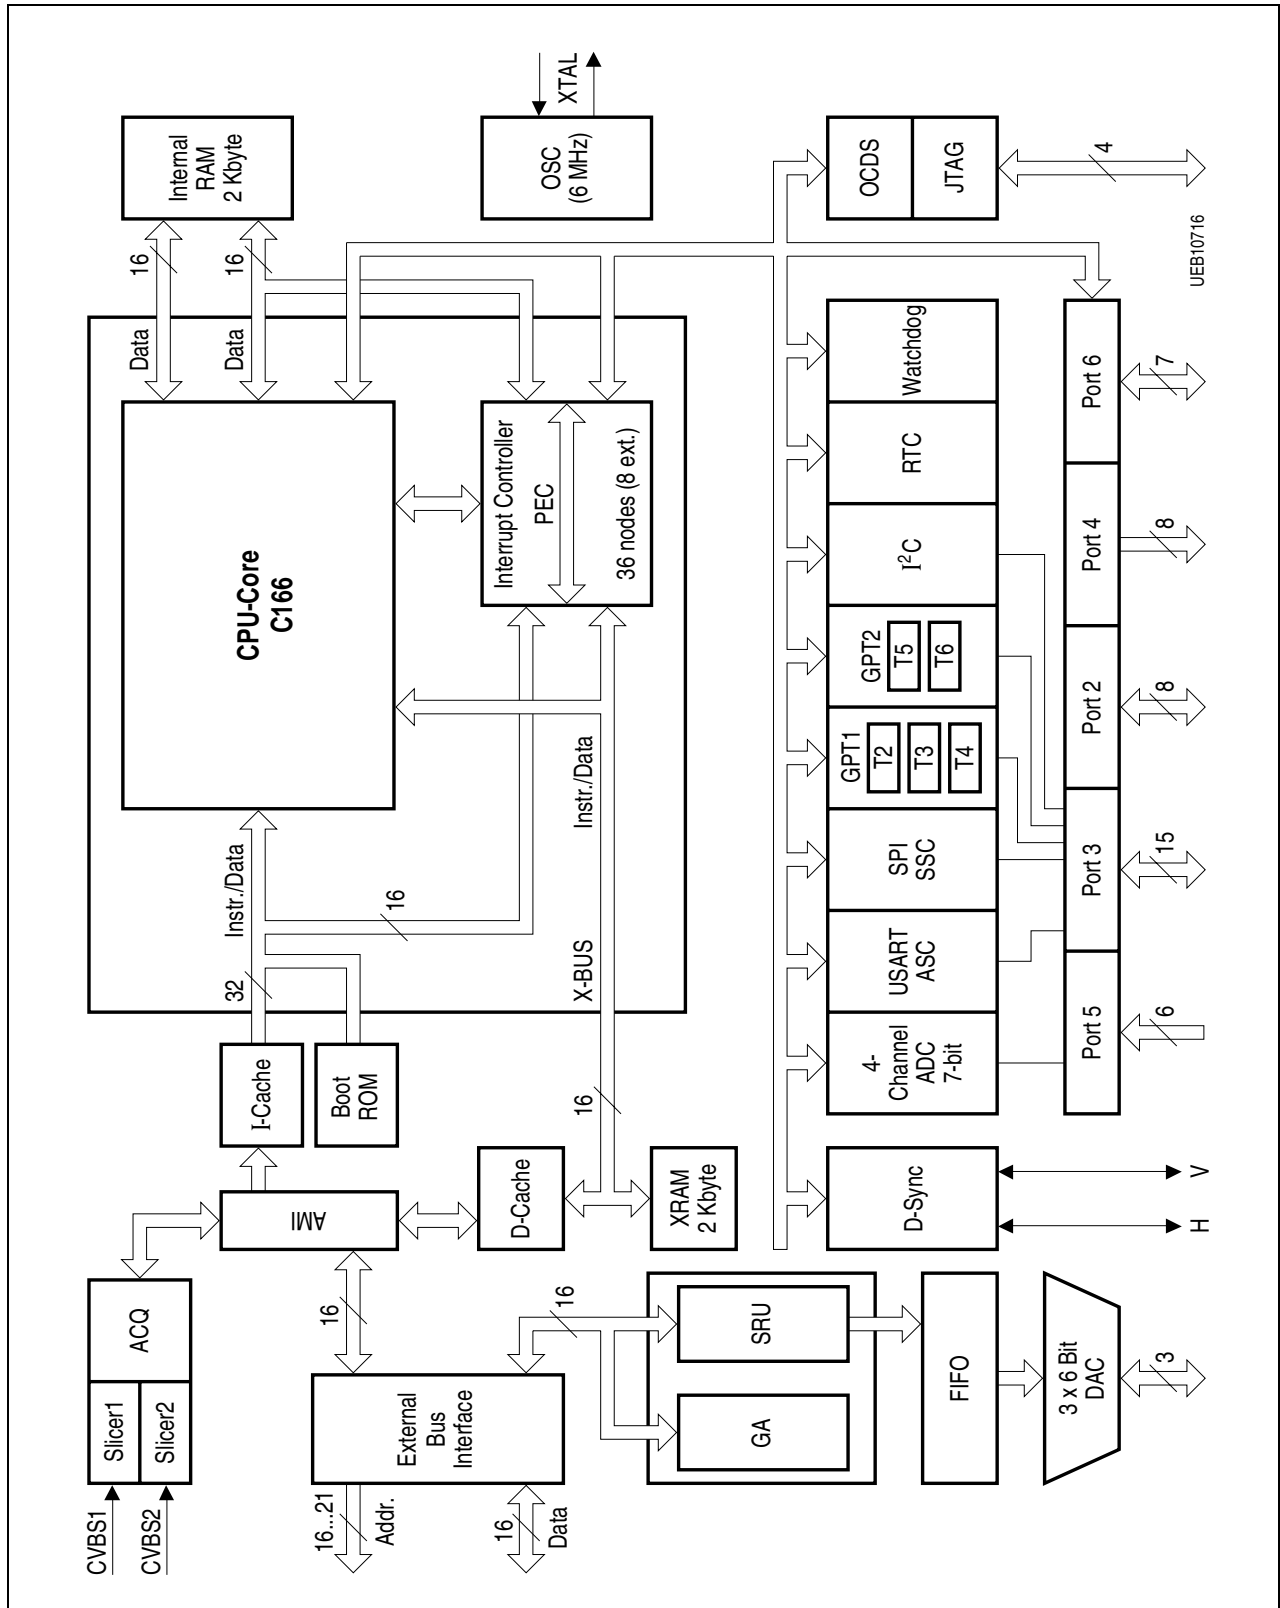 CVBS1
CVBS2
Slicer1
Slicer2
ACQ
16...21
Addr.
16
Data
External
Bus
Interface
16
16
AMI
I-Cache
Boot
ROM
D-Cache
XRAM
2 Kbyte
16
X-BUS
32
Instr./Data
16
Instr./Data
CPU-Core
C166
Interrupt Controller
PEC
36 nodes (8 ext.)
Data
Data
16
16
Internal
RAM
2 Kbyte
OSC
(6 MHz)
XTAL
GA
SRU
FIFO
3 x 6 Bit
DAC
3
D-Sync
H
V
4-
Channel
ADC
7-bit
USART
ASC
SPI
SSC
GPT1
T2
T3
T4
GPT2
T5
T6
I²C
RTC
Watchdog
OCDS
JTAG
4
Port 5
Port 3
Port 2
Port 4
Port 6
6
15
8
8
7
UEB10716